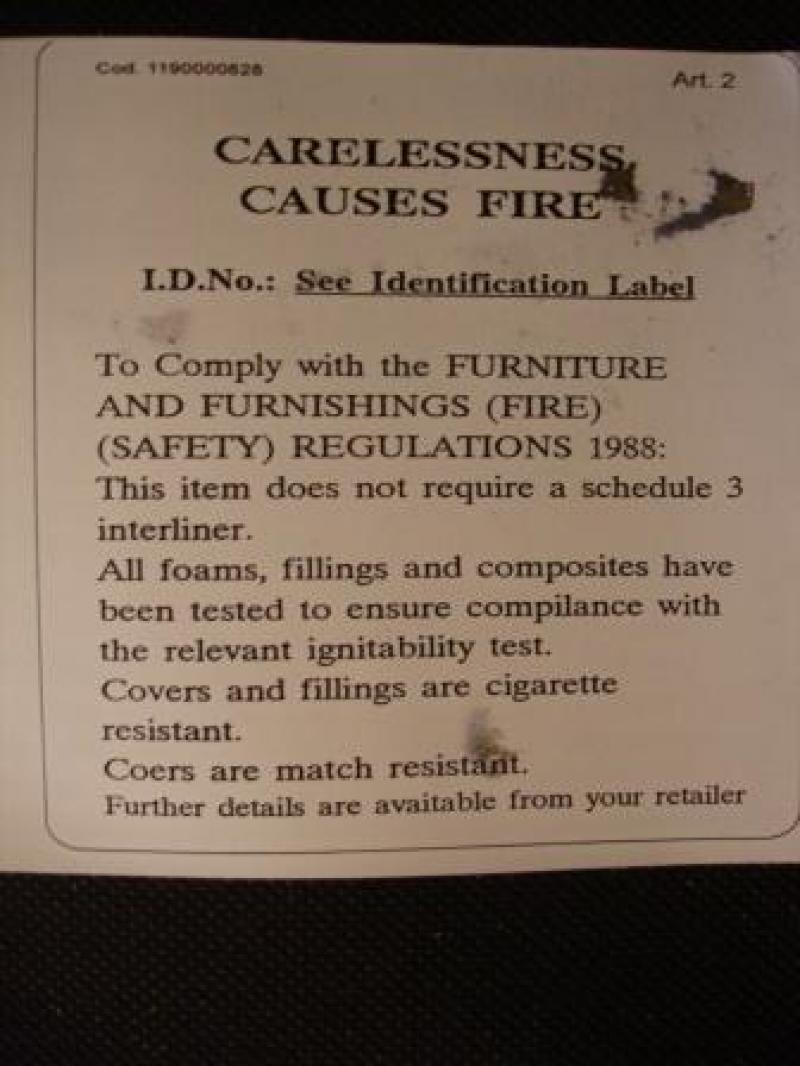 Cod. 1190000828
Art. 2
CARELESSNESS
CAUSES FIRE
I.D.No.: See Identification Label
To Comply with the FURNITURE
AND FURNISHINGS (FIRE)
(SAFETY) REGULATIONS 1988:
This item does not require a schedule 3
interliner.
All foams, fillings and composites have
been tested to ensure compilance with
the relevant ignitability test.
Covers and fillings are cigarette
resistant.
Coers are match resistant.
Further details are avaitable from your retailer